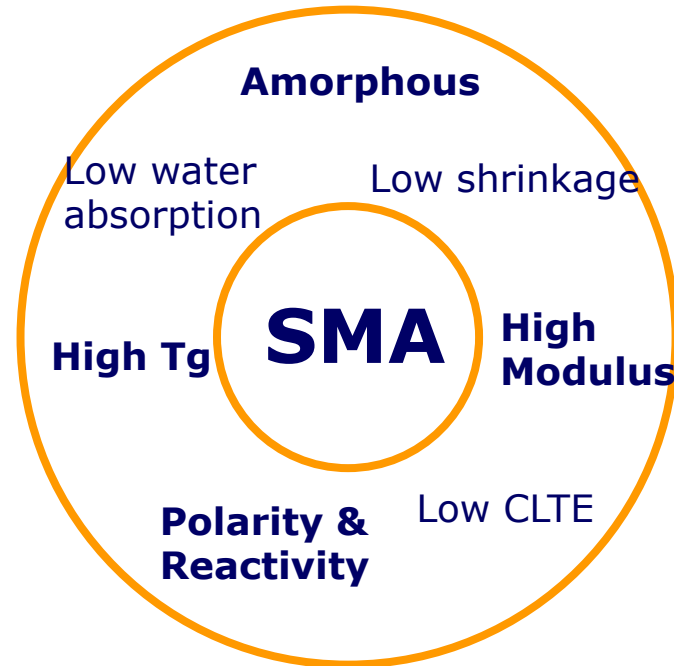 Amorphous
Low water
absorption
Low shrinkage
SMA
High Tg
High
Modulus
Polarity &
Reactivity
Low CLTE